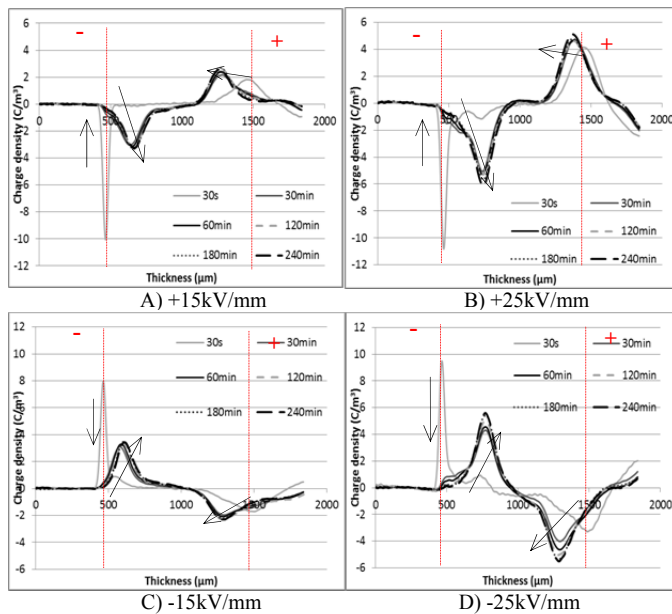 - +
Charge density (C/m³)
6
4
2
0
-2
-4
-6
-8
-10
-12
0 500 1000 1500 2000
30s 30min
60min 120min
180min 240min
Thickness (µm)
A) +15kV/mm
- +
Charge density (C/m³)
6
4
2
0
-2
-4
-6
-8
-10
-12
0 500 1000 1500 2000
30s 30min
60min 120min
180min 240min
Thickness (µm)
B) +25kV/mm
- +
Charge density (C/m³)
12
10
8
6
4
2
0
-2
-4
-6
0 500 1000 1500 2000
30s 30min
60min 120min
180min 240min
Thickness (µm)
C) -15kV/mm
- +
Charge density (C/m³)
12
10
8
6
4
2
0
-2
-4
-6
0 500 1000 1500 2000
30s 30min
60min 120min
180min 240min
Thickness (µm)
D) -25kV/mm